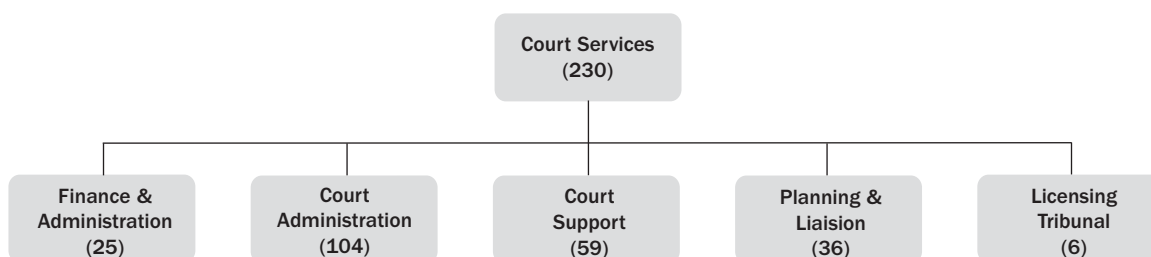 Court Services
(230)
Finance &
Administration
(25)
Court
Administration
(104)
Court
Support
(59)
Planning &
Liaision
(36)
Licensing
Tribunal
(6)